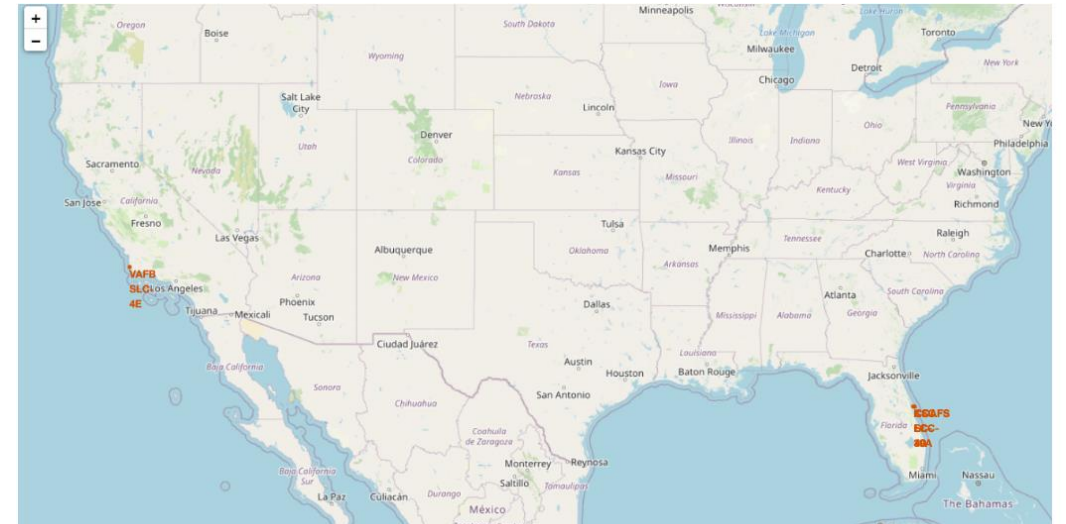 +
−
Minneapolis
Lake Huron
Oregon
Boise
South Dakota
Lake Michigan
Toronto
Milwaukee
Wyoming
Detroit
New York
Chicago
Iowa
Salt Lake
City
Nebraska
Lincoln
Pennsylvania
New Yo
Denver
Ohio
Illinois
Indiana
Utah
Philadelphia
Kansas City
Sacramento
Colorado
West Virginia
Nevada
Kansas
Missouri
Washington
Virginia
Kentucky
San Jose
California
Richmond
Fresno
Tulsa
Las Vegas
Raleigh
Tennessee
Albuquerque
Oklahoma
Memphis
Charlotte
North Carolina
Arkansas
VAFB
SLC-
4E
Arizona
New Mexico
Los Angeles
South Carolina
Atlanta
Phoenix
Dallas
Tijuana
Mexicali
Tucson
Mississippi
Alabama
Georgia
Ciudad Juárez
Texas
Louisiana
Austin
Baja California
Houston
Baton Rouge
Jacksonville
Sonora
San Antonio
Chihuahua
Florida
Coahuila
de Zaragoza
Monterrey
Reynosa
Baja California
Sur
Saltillo
Miami
Nassau
Tamaulipas
La Paz
Culiacán
Durango
The Bahamas
México